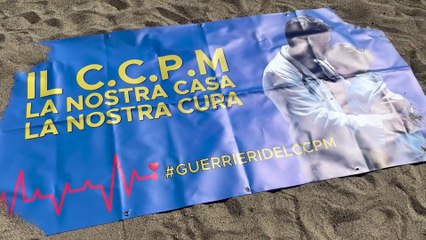 IL C.C.P.M
LA NOSTRA CASA
LA NOSTRA CURA
#GUERRIERIDELCCPM